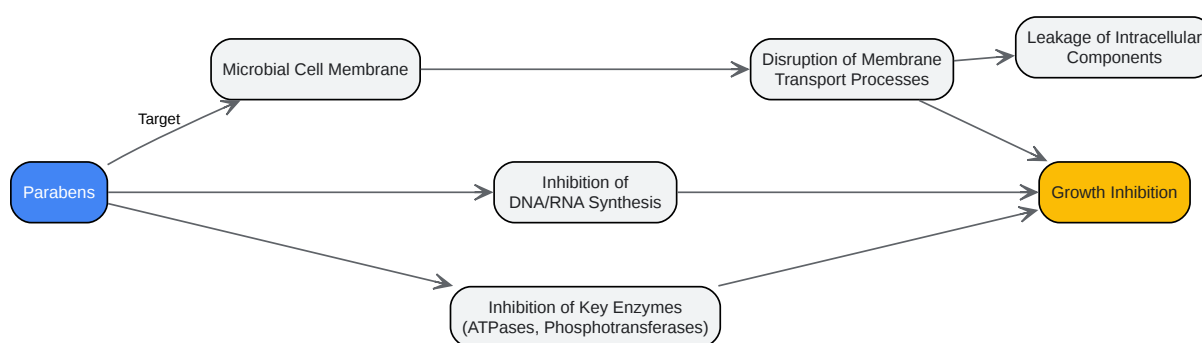 Leakage of Intracellular
Components
Microbial Cell Membrane
Disruption of Membrane
Transport Processes
Target
Parabens
Inhibition of
DNA/RNA Synthesis
Growth Inhibition
Inhibition of Key Enzymes
(ATPases, Phosphotransferases)